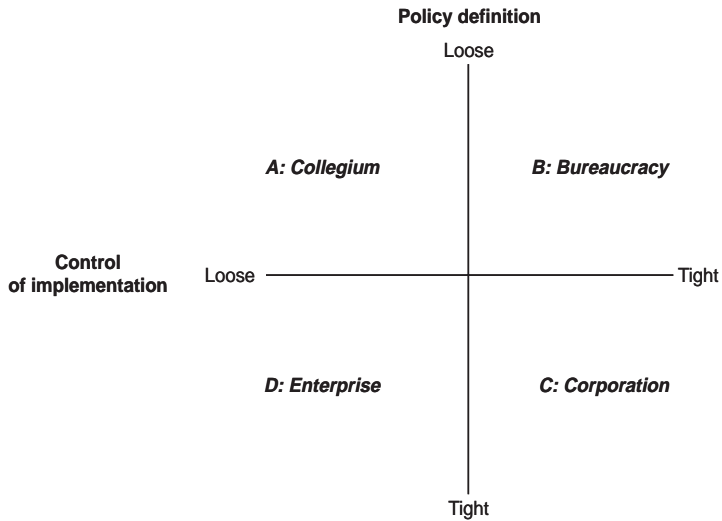 Policy definition
Loose
A: Collegium
B: Bureaucracy
Control
of implementation
Loose
Tight
D: Enterprise
C: Corporation
Tight